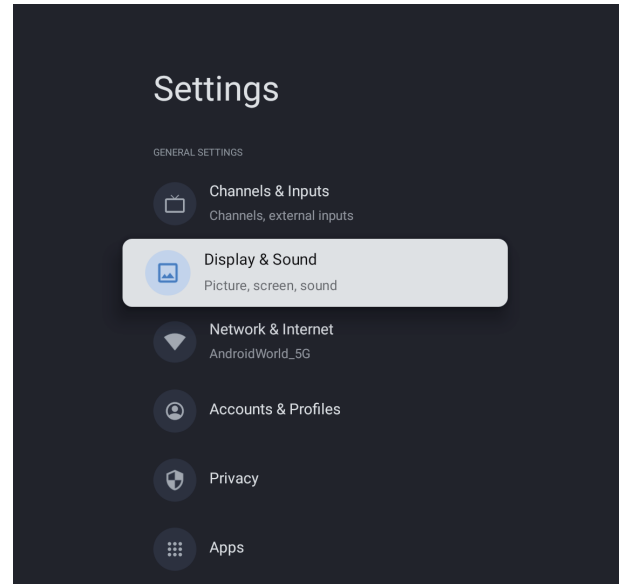 Settings
GENERAL SETTINGS
Channels & Inputs
Channels, external inputs
Display & Sound
Picture, screen, sound
Network & Internet
AndroidWorld_5G
Accounts & Profiles
Privacy
Apps